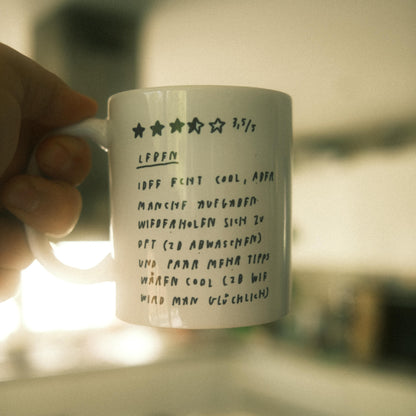 ★★★⯪☆ 3,5/5
LEBEN
IDEE ECHT COOL, ABER
MANCHE AUFGABEN
WIEDERHOLEN SICH ZU
OFT (ZB ABWASCHEN)
UND PAAR MEHR TIPPS
WÄREN COOL (ZB WIE
WIRD MAN GLÜCKLICH)